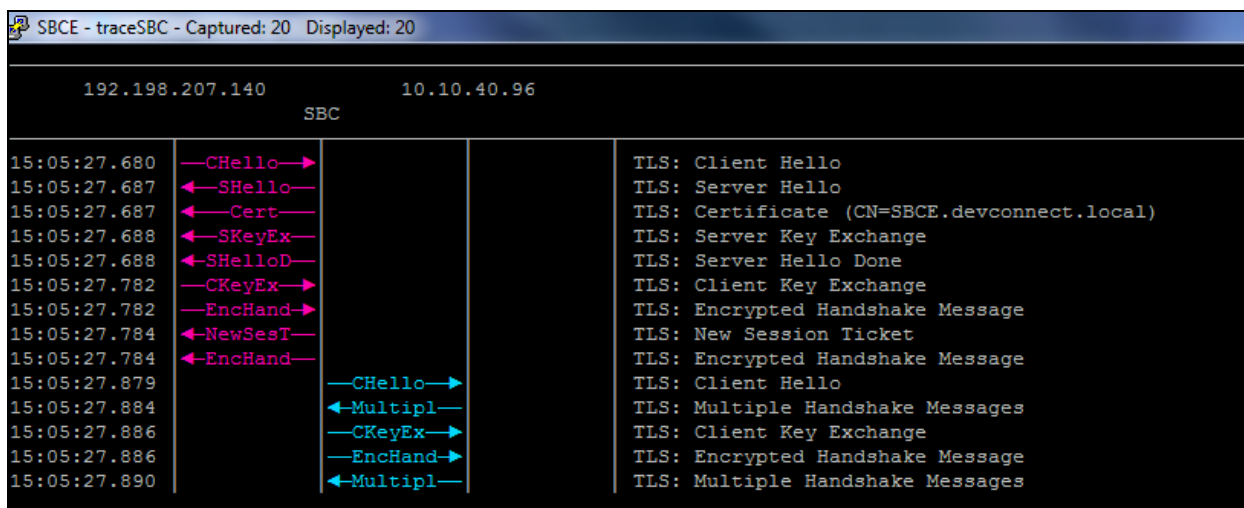 SBCE - traceSBC - Captured: 20 Displayed: 20
192.198.207.140 10.10.40.96
SBC
15:05:27.680 CHello TLS: Client Hello
15:05:27.687 SHello TLS: Server Hello
15:05:27.687 Cert TLS: Certificate (CN=SBCE.devconnect.local)
15:05:27.688 SKeyEx TLS: Server Key Exchange
15:05:27.688 SHelloD TLS: Server Hello Done
15:05:27.782 CKeyEx TLS: Client Key Exchange
15:05:27.782 EncHand TLS: Encrypted Handshake Message
15:05:27.784 NewSesT TLS: New Session Ticket
15:05:27.784 EncHand TLS: Encrypted Handshake Message
15:05:27.879 CHello TLS: Client Hello
15:05:27.884 Multipl TLS: Multiple Handshake Messages
15:05:27.886 CKeyEx TLS: Client Key Exchange
15:05:27.886 EncHand TLS: Encrypted Handshake Message
15:05:27.890 Multipl TLS: Multiple Handshake Messages